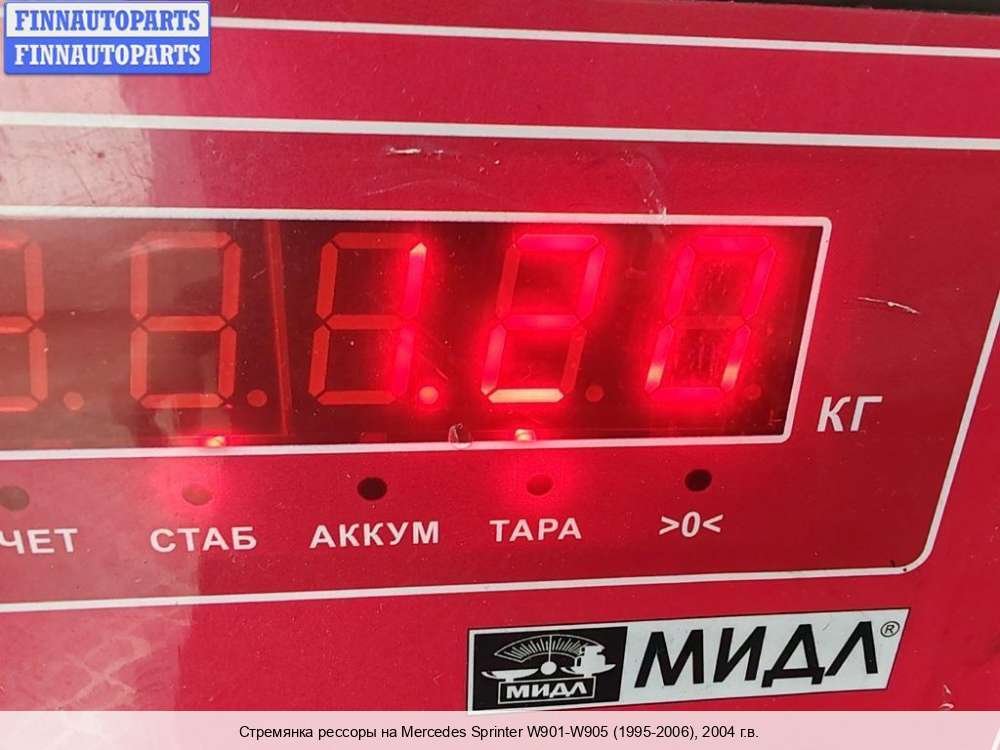 FINNAUTOPARTS
FINNAUTOPARTS
1.20
КГ
ЧЕТ СТАБ АККУМ ТАРА >0<
МИДЛ МИДЛ®
Стремянка рессоры на Mercedes Sprinter W901-W905 (1995-2006), 2004 г.в.